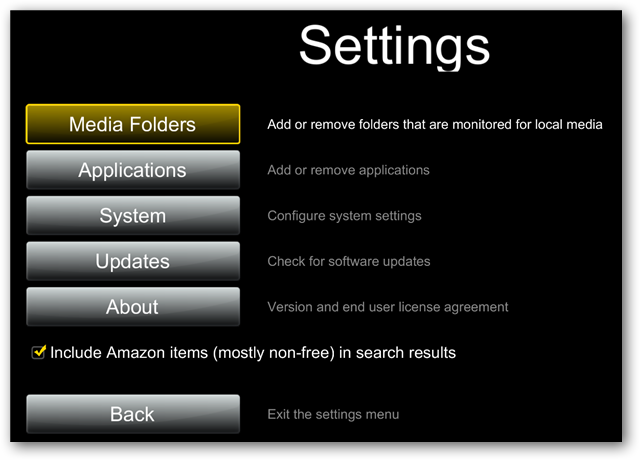 Settings
Media Folders Add or remove folders that are monitored for local media
Applications Add or remove applications
System Configure system settings
Updates Check for software updates
About Version and end user license agreement
Include Amazon items (mostly non-free) in search results
Back Exit the settings menu